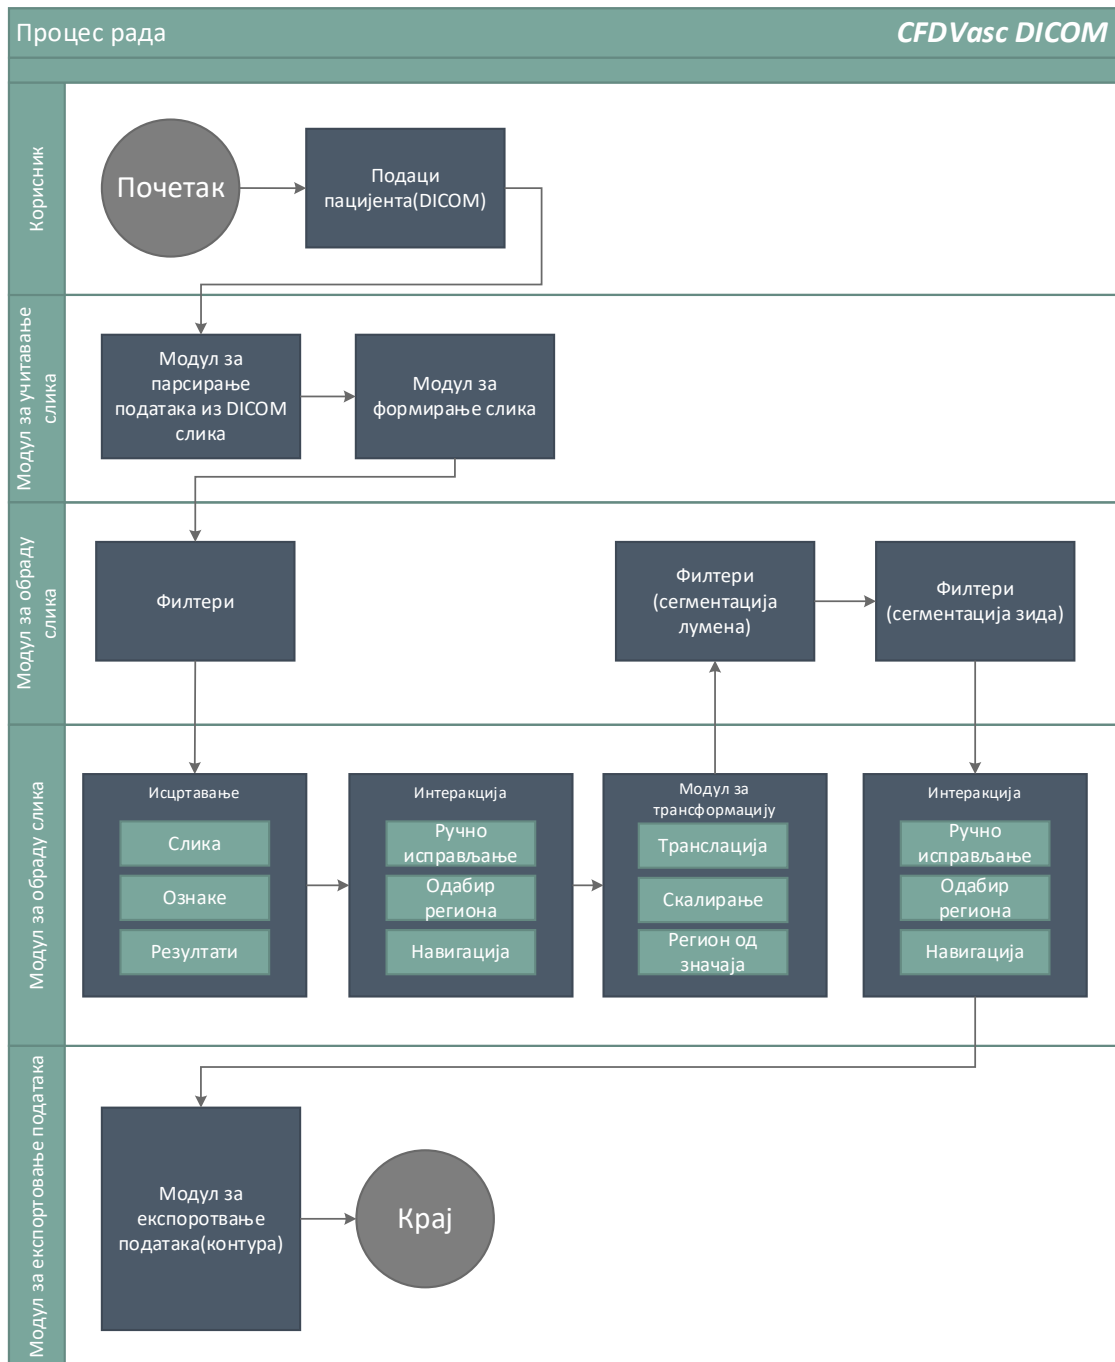 Процес рада
CFDVasc DICOM
Корисник
Почетак
Подаци
пацијента(DICOM)
Модул за учитавање
слика
Модул за
парсирање
података из DICOM
слика
Модул за
формирање слика
Модул за обраду
слика
Филтери
Филтери
(сегментација
лумена)
Филтери
(сегментација зида)
Модул за обраду слика
Исцртавање
Слика
Ознаке
Резултати
Интеракција
Ручно
исправљање
Одабир
региона
Навигација
Модул за
трансформацију
Транслација
Скалирање
Регион од
значаја
Интеракција
Ручно
исправљање
Одабир
региона
Навигација
Модул за експортовање података
Модул за
експоротвање
података(контура)
Крај